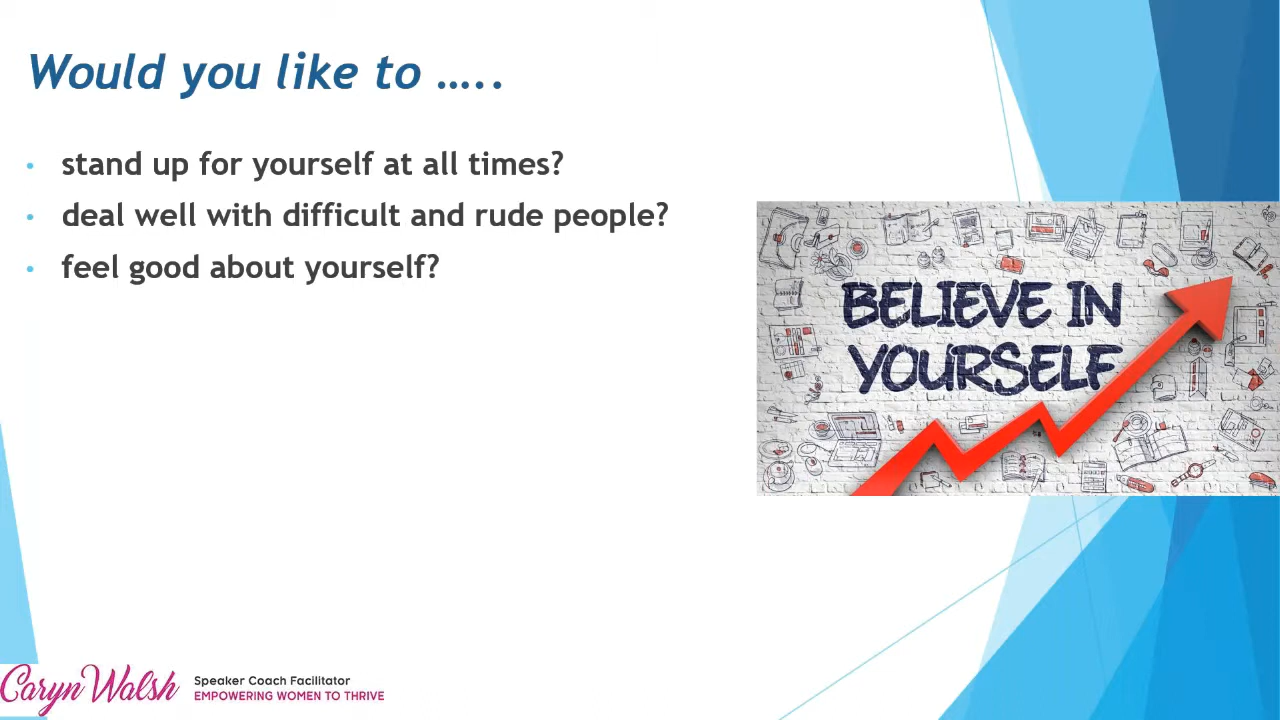 Would you like to .....
• stand up for yourself at all times?
• deal well with difficult and rude people?
• feel good about yourself?
BELIEVE IN
YOURSELF
Caryn Walsh
Speaker Coach Facilitator
EMPOWERING WOMEN TO THRIVE